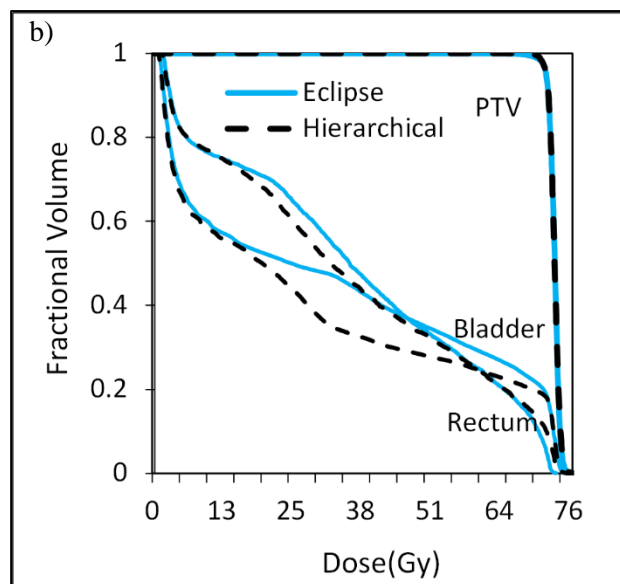 b)
1
Eclipse
PTV
Hierarchical
0.8
0.6
Fractional Volume
0.4
Bladder
0.2
Rectum
0
0 13 25 38 51 64 76
Dose(Gy)